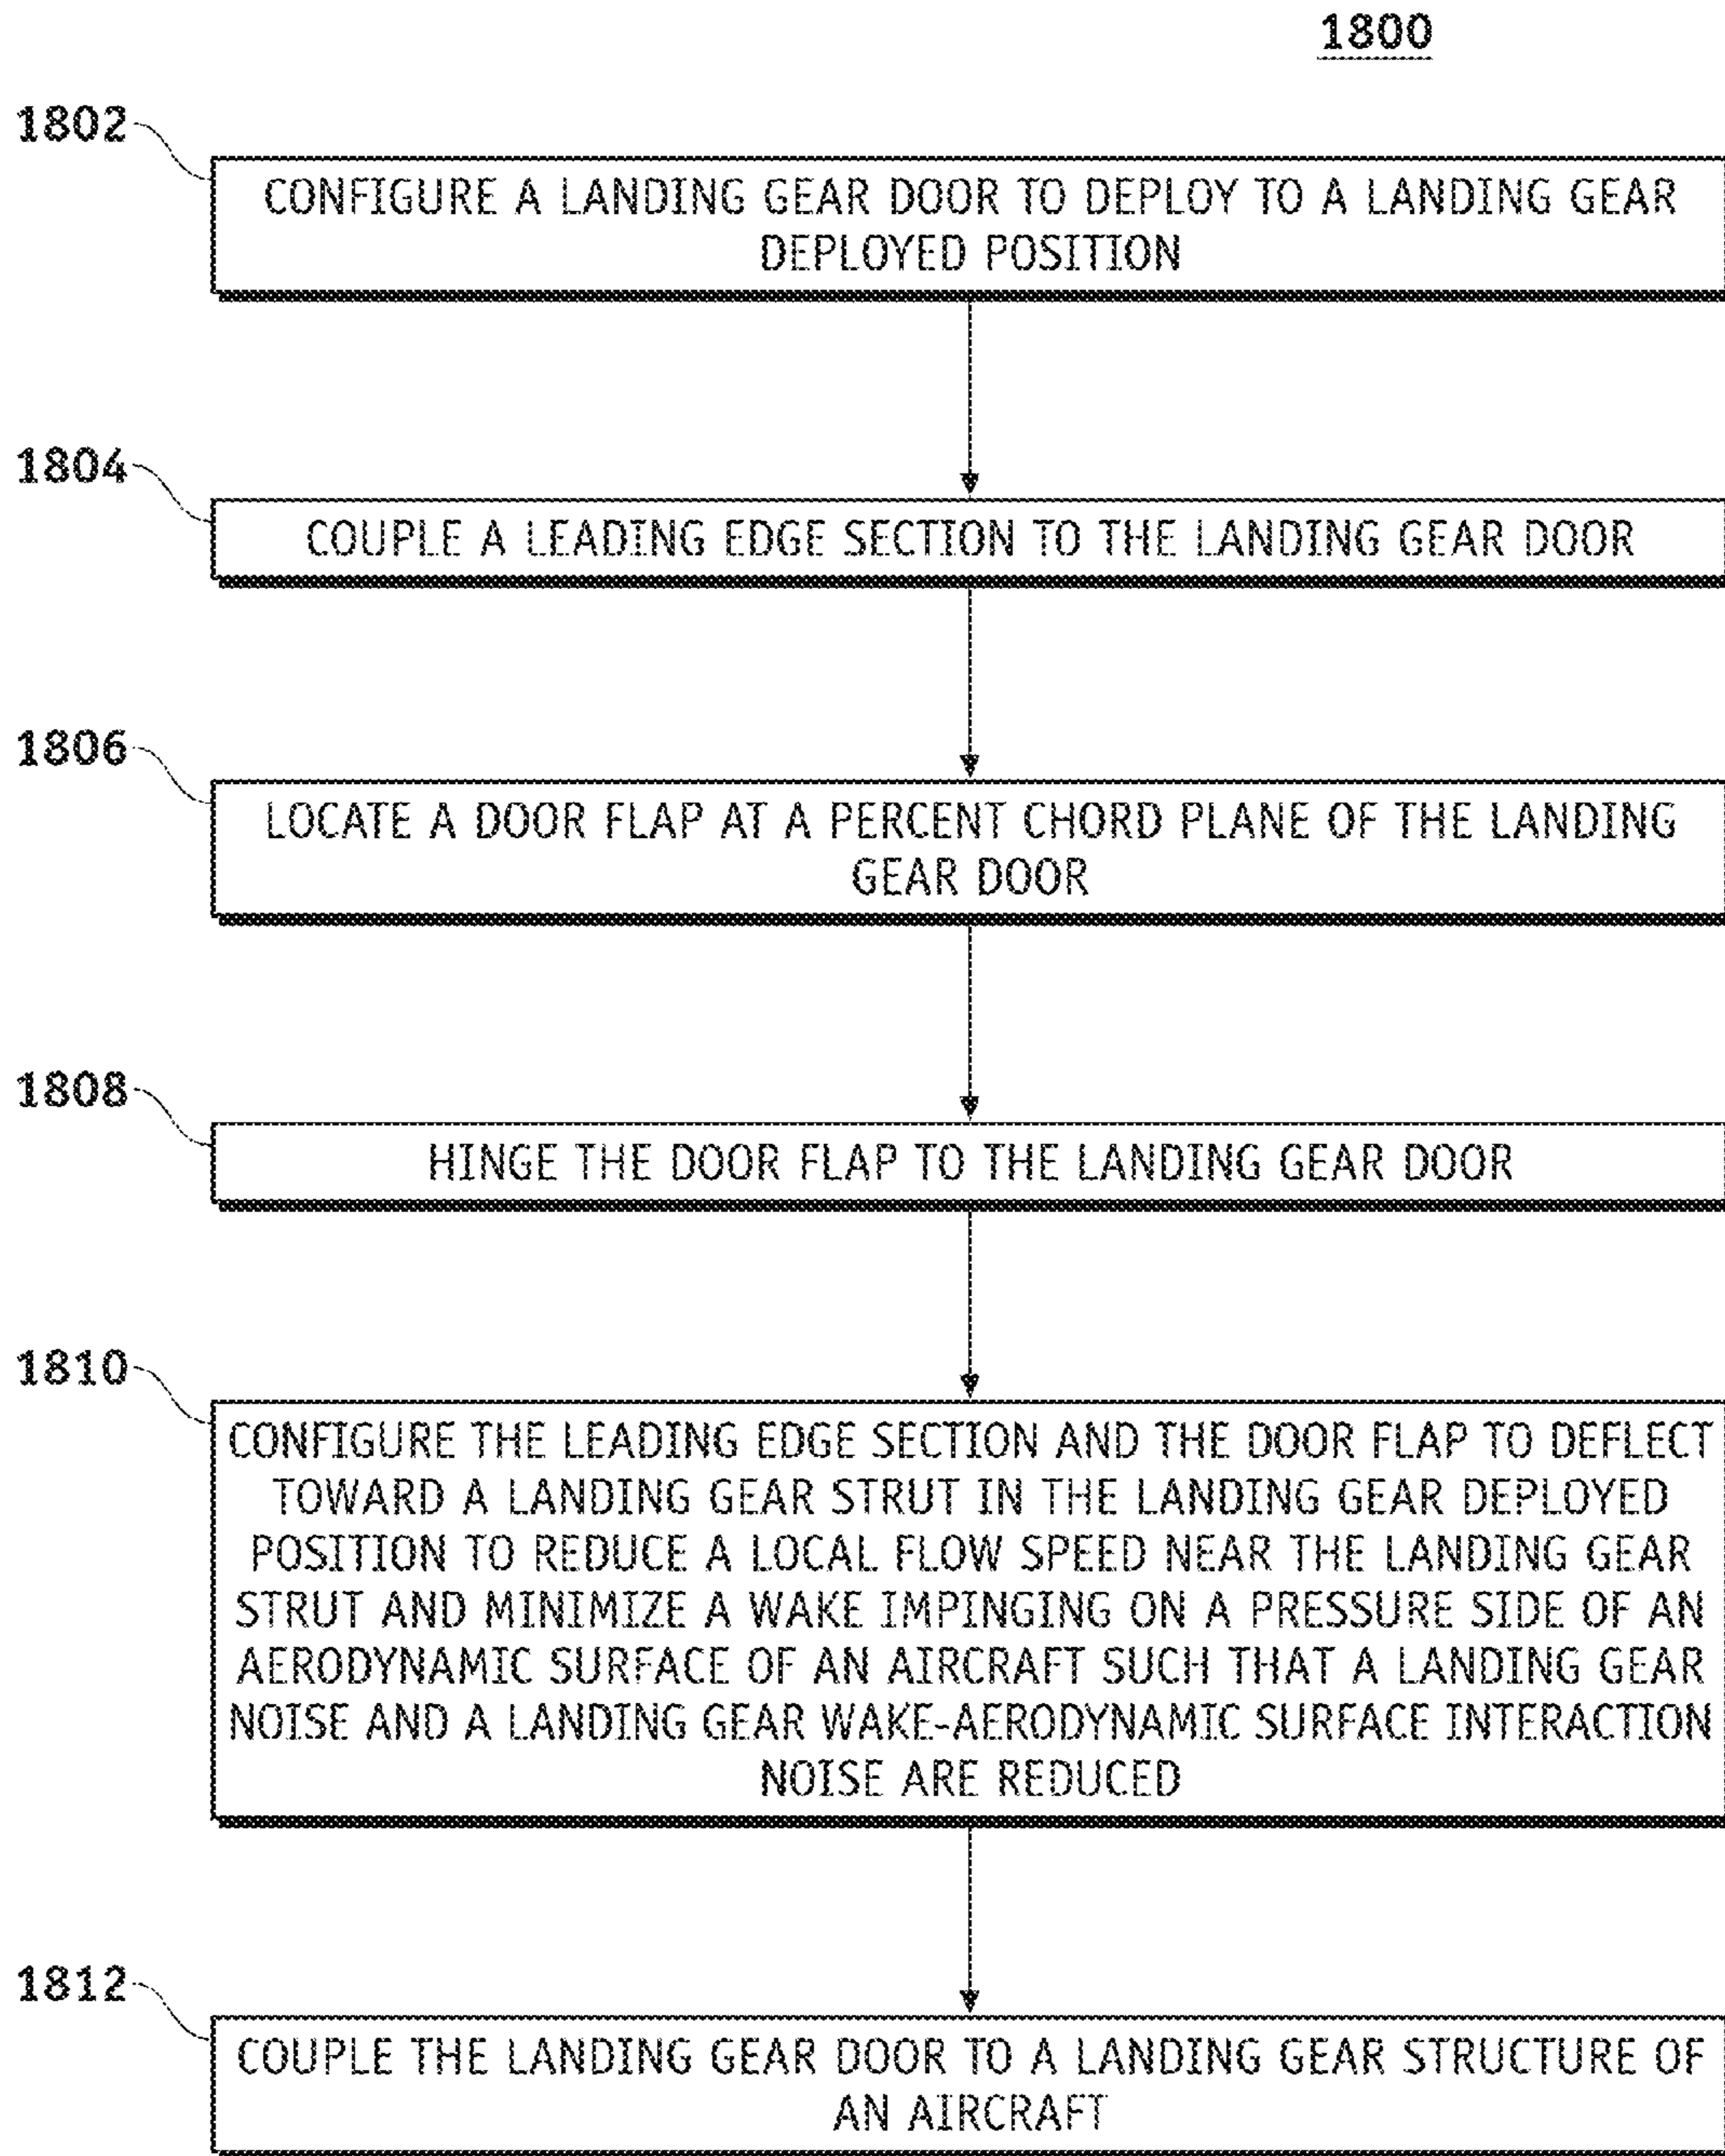 1800
1802
CONFIGURE A LANDING GEAR DOOR TO DEPLOY TO A LANDING GEAR
DEPLOYED POSITION
1804
COUPLE A LEADING EDGE SECTION TO THE LANDING GEAR DOOR
1806
LOCATE A DOOR FLAP AT A PERCENT CHORD PLANE OF THE LANDING
GEAR DOOR
1808
HINGE THE DOOR FLAP TO THE LANDING GEAR DOOR
1810
CONFIGURE THE LEADING EDGE SECTION AND THE DOOR FLAP TO DEFLECT
TOWARD A LANDING GEAR STRUT IN THE LANDING GEAR DEPLOYED
POSITION TO REDUCE A LOCAL FLOW SPEED NEAR THE LANDING GEAR
STRUT AND MINIMIZE A WAKE IMPINGING ON A PRESSURE SIDE OF AN
AERODYNAMIC SURFACE OF AN AIRCRAFT SUCH THAT A LANDING GEAR
NOISE AND A LANDING GEAR WAKE-AERODYNAMIC SURFACE INTERACTION
NOISE ARE REDUCED
1812
COUPLE THE LANDING GEAR DOOR TO A LANDING GEAR STRUCTURE OF
AN AIRCRAFT